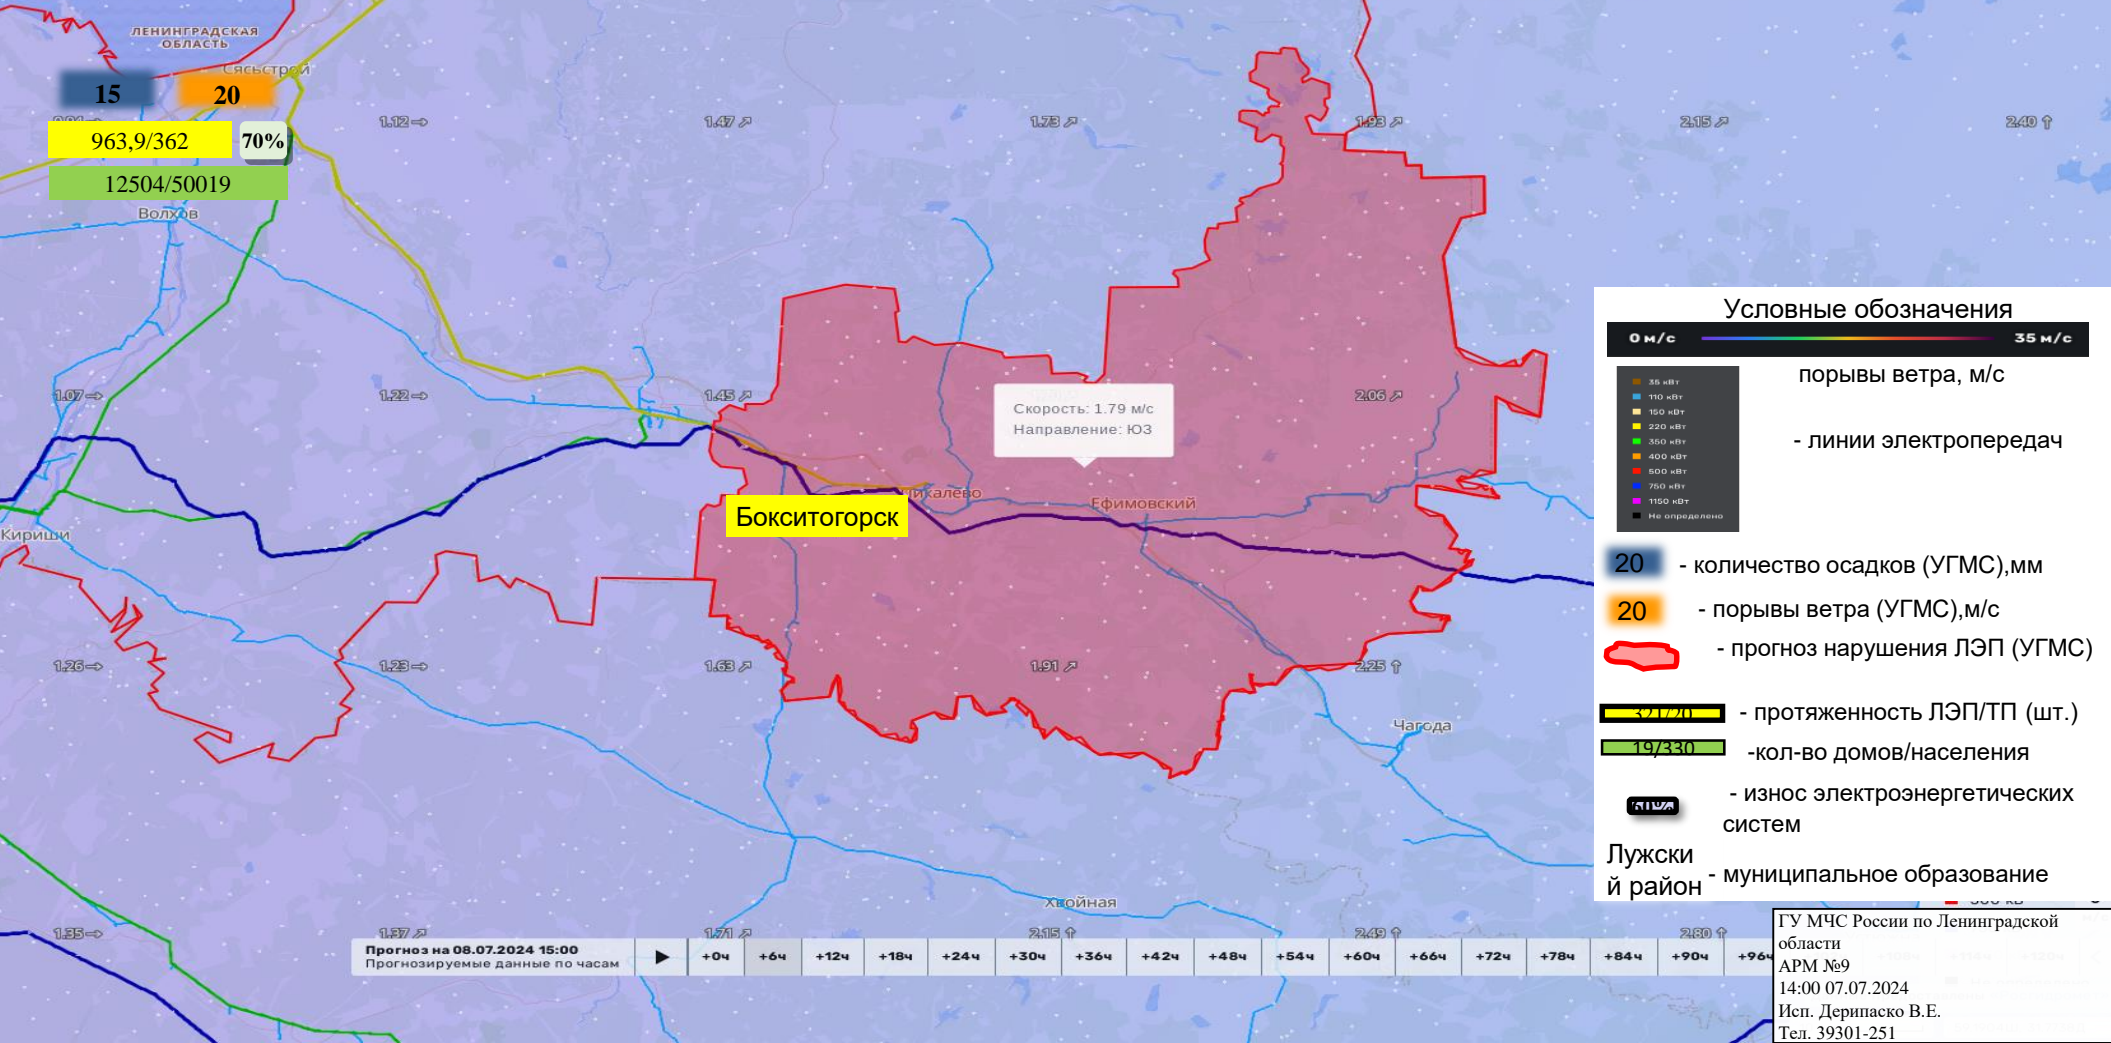 ЛЕНИНГРАДСКАЯ
ОБЛАСТЬ
Сясьстрой
15
20
963,9/362
70%
12504/50019
Волхов
1.12
1.47
1.73
1.93
2.15
2.40
1.07
1.22
1.45
2.06
Скорость: 1.79 м/с
Направление: ЮЗ
Бокситогорск
Ефимовский
Кириши
1.26
1.23
1.63
1.91
2.25
Чагода
Хвойная
1.35
1.37
1.71
2.15
2.49
2.80
Прогноз на 08.07.2024 15:00
Прогнозируемые данные по часам
+0ч +6ч +12ч +18ч +24ч +30ч +36ч +42ч +48ч +54ч +60ч +66ч +72ч +78ч +84ч +90ч +96ч
Условные обозначения
0 м/с 35 м/с
порывы ветра, м/с
35 кВт
110 кВт
150 кВт
220 кВт
350 кВт
400 кВт
500 кВт
750 кВт
1150 кВт
Не определено
- линии электропередач
20 - количество осадков (УГМС),мм
20 - порывы ветра (УГМС),м/с
- прогноз нарушения ЛЭП (УГМС)
321/20 - протяженность ЛЭП/ТП (шт.)
19/330 -кол-во домов/населения
- износ электроэнергетических
систем
Лужски
й район - муниципальное образование
ГУ МЧС России по Ленинградской
области
АРМ №9
14:00 07.07.2024
Исп. Дерипаско В.Е.
Тел. 39301-251